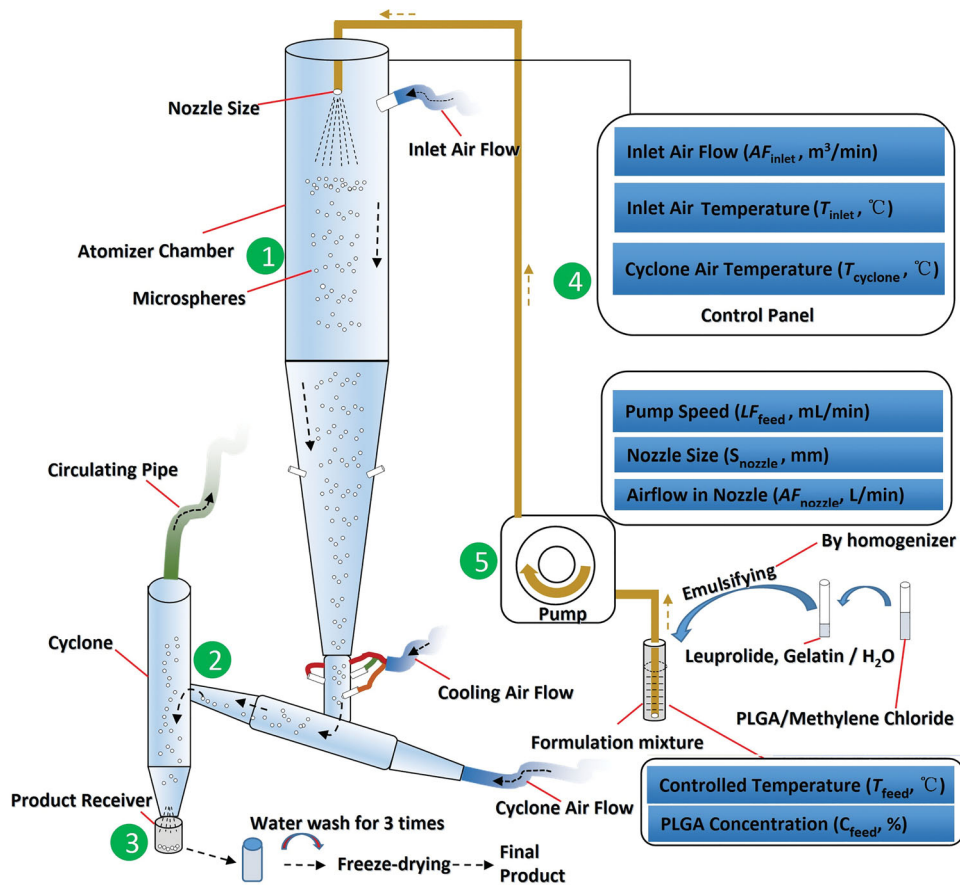 Nozzle Size
Inlet Air Flow
Atomizer Chamber
1
Microspheres
Inlet Air Flow (AFinlet, m³/min)
Inlet Air Temperature (Tinlet, ℃)
Cyclone Air Temperature (Tcyclone, ℃)
4
Control Panel
Pump Speed (LFfeed, mL/min)
Nozzle Size (Snozzle, mm)
Airflow in Nozzle (AFnozzle, L/min)
Circulating Pipe
5
Pump
By homogenizer
Emulsifying
Leuprolide, Gelatin / H2O
PLGA/Methylene Chloride
Formulation mixture
Cyclone
2
Cooling Air Flow
Cyclone Air Flow
Controlled Temperature (Tfeed, ℃)
PLGA Concentration (Cfeed, %)
Product Receiver
3
Water wash for 3 times
Freeze-drying
Final
Product